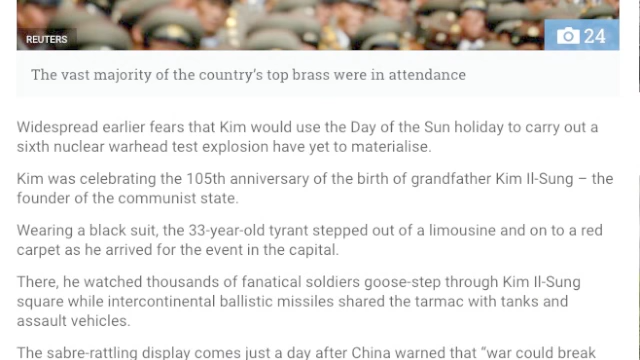 REUTERS
24
The vast majority of the country's top brass were in attendance
Widespread earlier fears that Kim would use the Day of the Sun holiday to carry out a
sixth nuclear warhead test explosion have yet to materialise.
Kim was celebrating the 105th anniversary of the birth of grandfather Kim Il-Sung – the
founder of the communist state.
Wearing a black suit, the 33-year-old tyrant stepped out of a limousine and on to a red
carpet as he arrived for the event in the capital.
There, he watched thousands of fanatical soldiers goose-step through Kim Il-Sung
square while intercontinental ballistic missiles shared the tarmac with tanks and
assault vehicles.
The sabre-rattling display comes just a day after China warned that “war could break